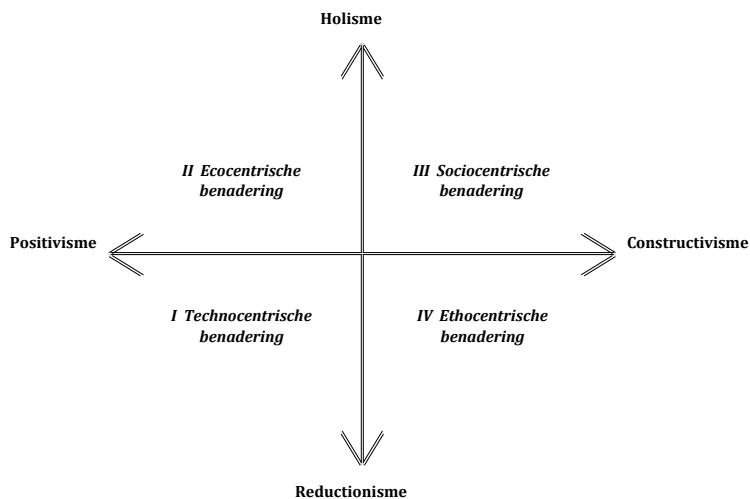 Holisme
II Ecocentrische
benadering
III Sociocentrische
benadering
Positivisme
Constructivisme
I Technocentrische
benadering
IV Ethocentrische
benadering
Reductionisme